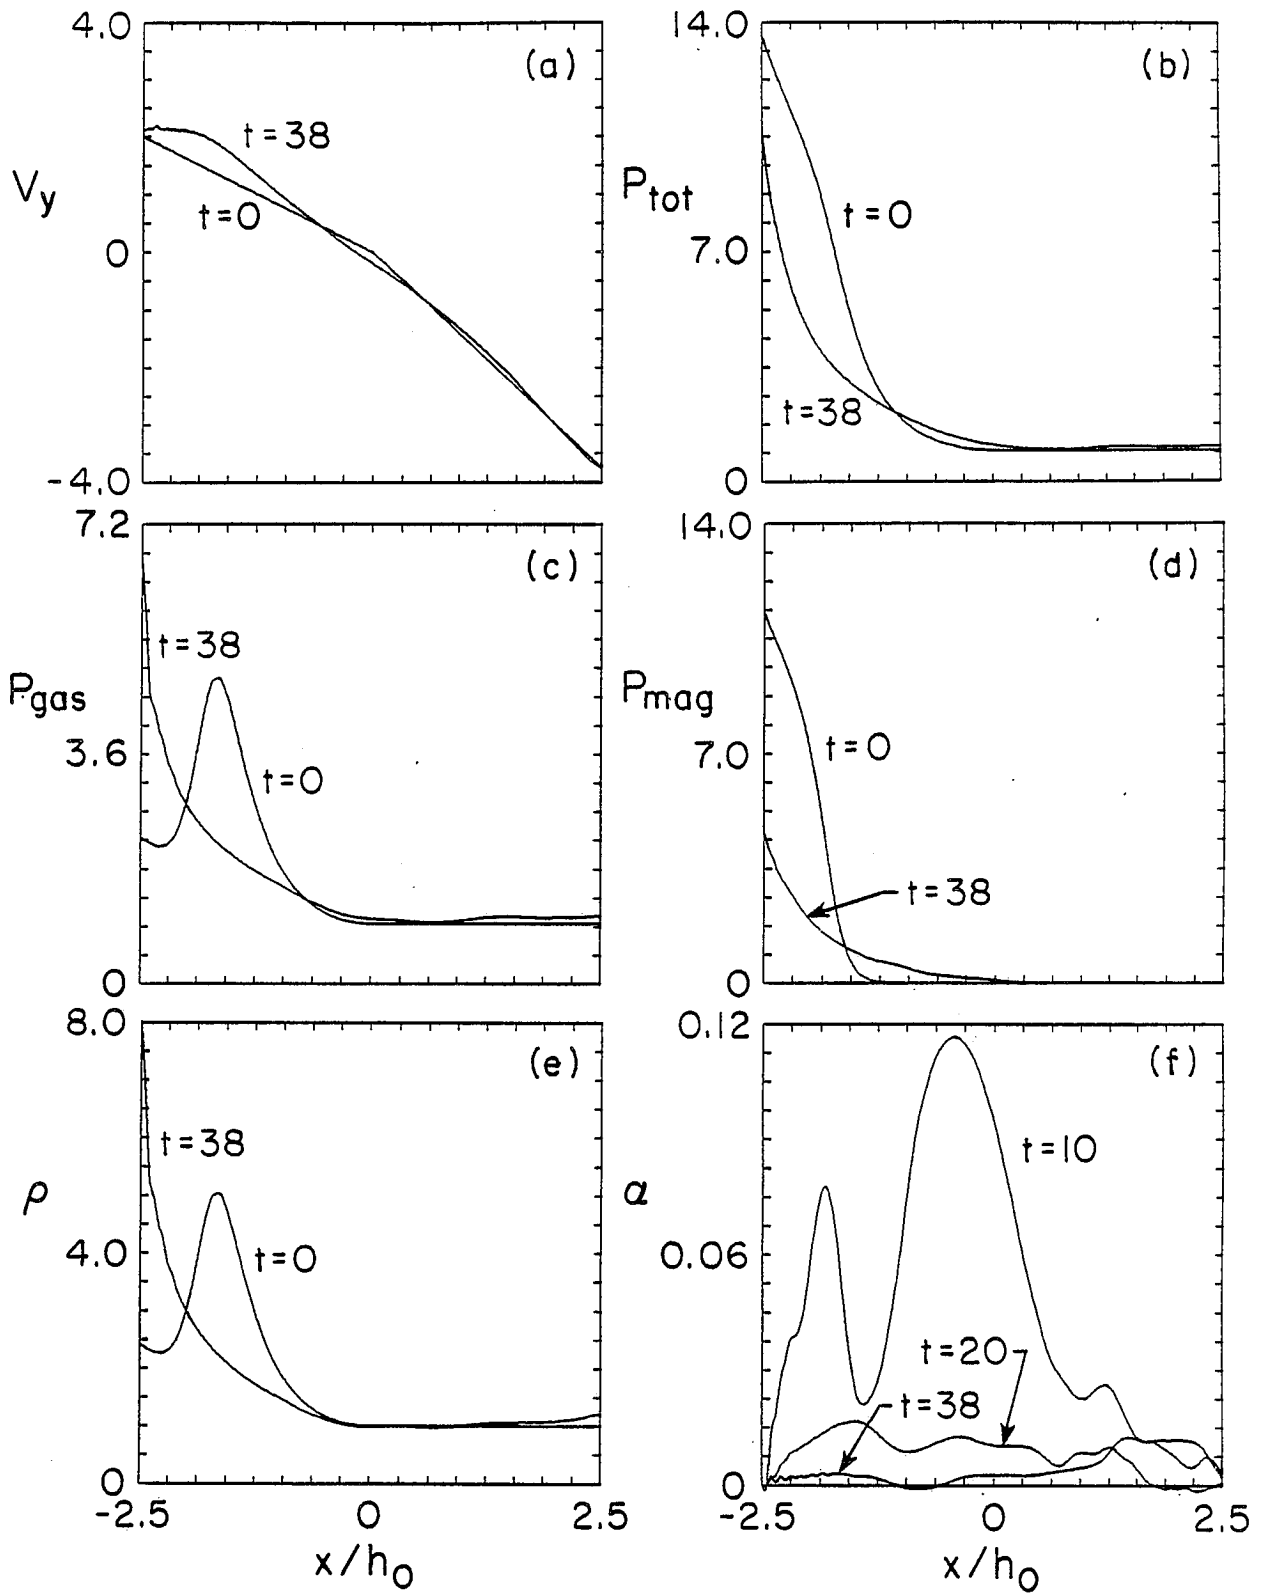 4.0
(a)
t=38
V_y
t=0
0
-4.0
14.0
(b)
P_tot
t=0
7.0
t=38
0
7.2
(c)
t=38
P_gas
3.6
t=0
0
14.0
(d)
P_mag
t=0
7.0
t=38
0
8.0
(e)
t=38
ρ
4.0
t=0
0
-2.5
0
2.5
x/h_0
0.12
(f)
t=10
α
0.06
t=20
t=38
0
-2.5
0
2.5
x/h_0